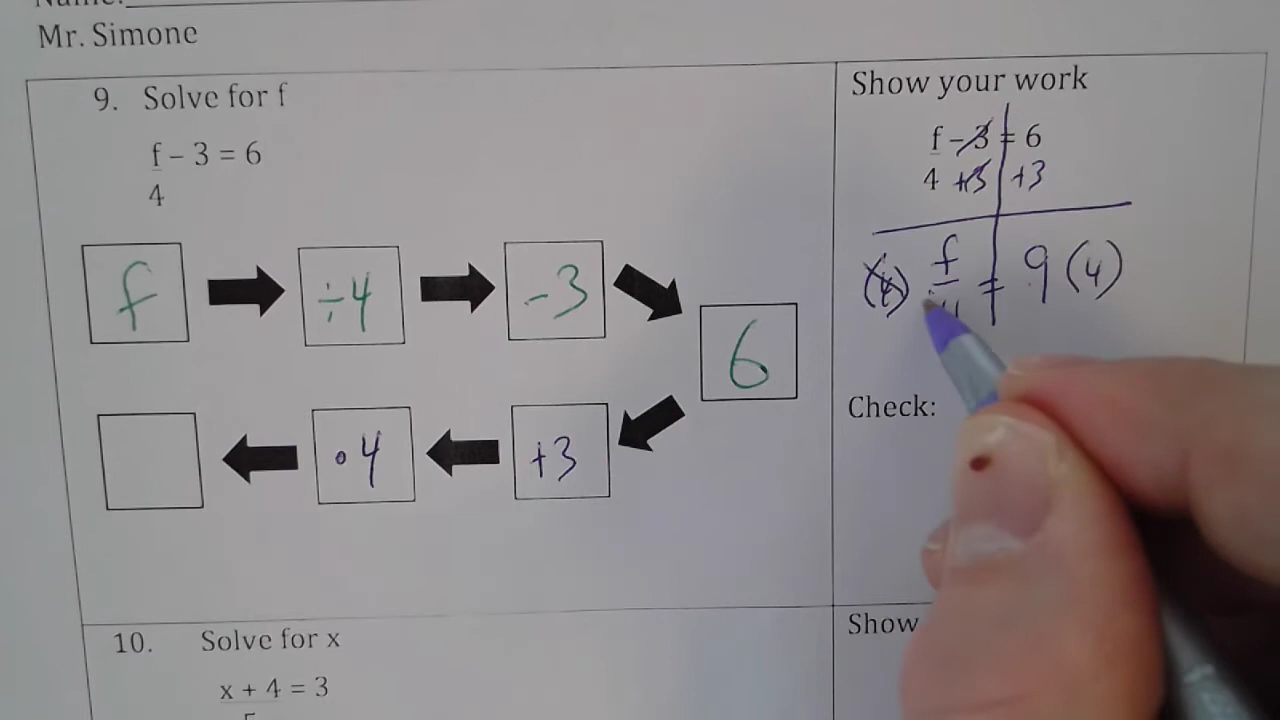 Mr. Simone
9. Solve for f
f – 3 = 6
4
f
÷4
-3
6
+3
•4
Show your work
f – 3 = 6
4 +3 +3
(4) f = 9 (4)
Check:
10. Solve for x
x + 4 = 3
Show